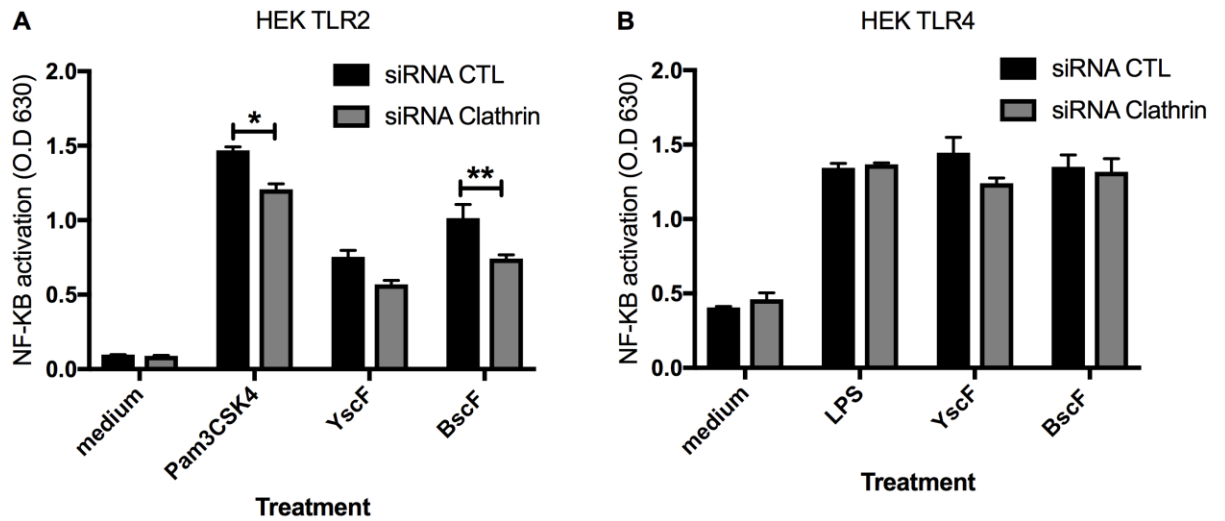 A
HEK TLR2
siRNA CTL
siRNA Clathrin
NF-KB activation (O.D 630)
2.0
1.5
1.0
0.5
0.0
*
**
medium
Pam3CSK4
YscF
BscF
Treatment
B
HEK TLR4
siRNA CTL
siRNA Clathrin
NF-KB activation (O.D 630)
2.0
1.5
1.0
0.5
0.0
medium
LPS
YscF
BscF
Treatment